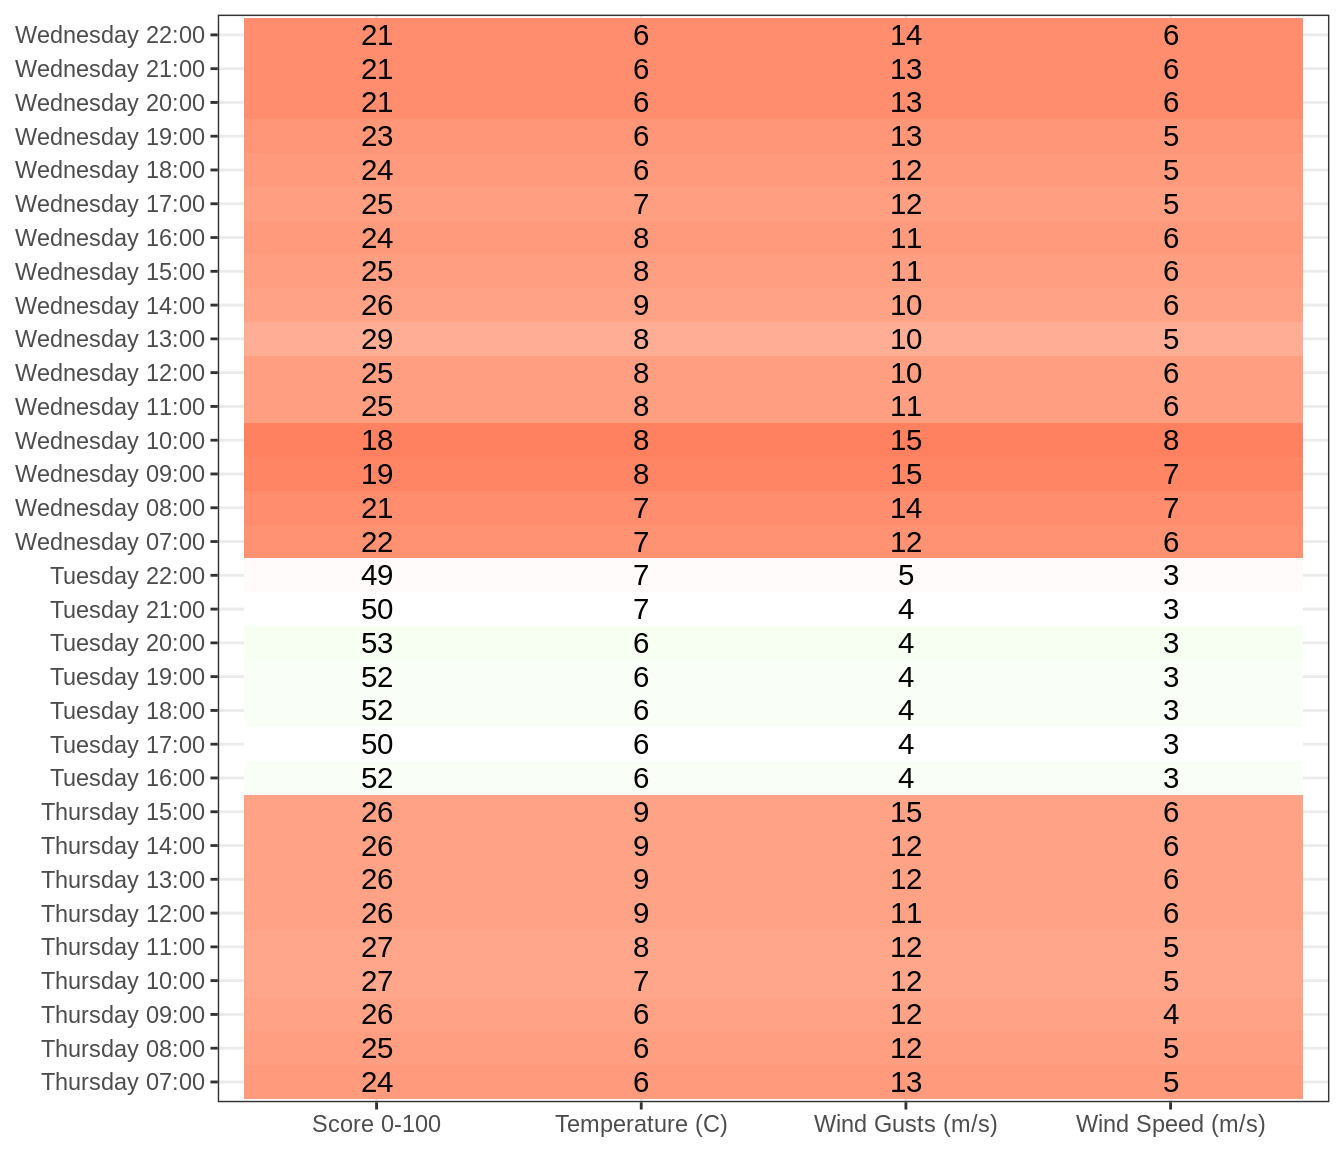 Wednesday 22:00 21 6 14 6
Wednesday 21:00 21 6 13 6
Wednesday 20:00 21 6 13 6
Wednesday 19:00 23 6 13 5
Wednesday 18:00 24 6 12 5
Wednesday 17:00 25 7 12 5
Wednesday 16:00 24 8 11 6
Wednesday 15:00 25 8 11 6
Wednesday 14:00 26 9 10 6
Wednesday 13:00 29 8 10 5
Wednesday 12:00 25 8 10 6
Wednesday 11:00 25 8 11 6
Wednesday 10:00 18 8 15 8
Wednesday 09:00 19 8 15 7
Wednesday 08:00 21 7 14 7
Wednesday 07:00 22 7 12 6
Tuesday 22:00 49 7 5 3
Tuesday 21:00 50 7 4 3
Tuesday 20:00 53 6 4 3
Tuesday 19:00 52 6 4 3
Tuesday 18:00 52 6 4 3
Tuesday 17:00 50 6 4 3
Tuesday 16:00 52 6 4 3
Thursday 15:00 26 9 15 6
Thursday 14:00 26 9 12 6
Thursday 13:00 26 9 12 6
Thursday 12:00 26 9 11 6
Thursday 11:00 27 8 12 5
Thursday 10:00 27 7 12 5
Thursday 09:00 26 6 12 4
Thursday 08:00 25 6 12 5
Thursday 07:00 24 6 13 5
Score 0-100 Temperature (C) Wind Gusts (m/s) Wind Speed (m/s)